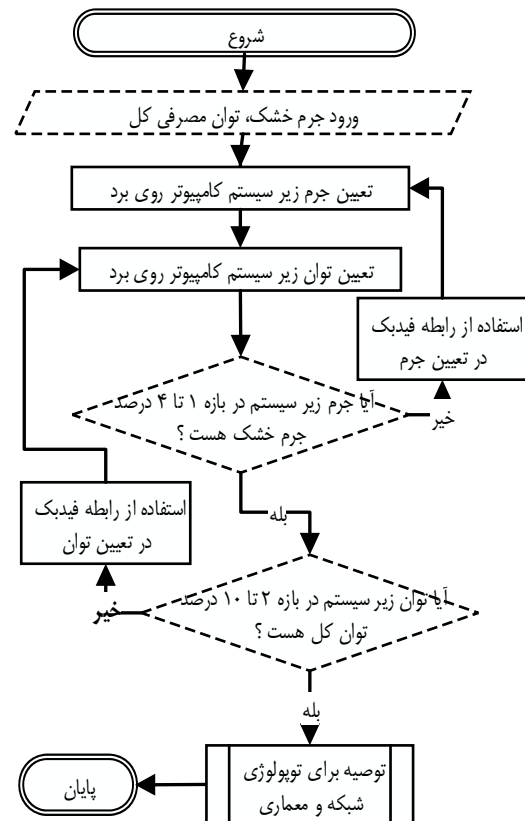 شروع
ورود جرم خشک، توان مصرفی کل
تعیین جرم زیر سیستم کامپیوتر روی برد
تعیین توان زیر سیستم کامپیوتر روی برد
استفاده از رابطه فیدبک
در تعیین جرم
آیا جرم زیر سیستم در بازه ۱ تا ۴ درصد
جرم خشک هست ؟
خیر
استفاده از رابطه فیدبک
در تعیین توان
بله
آیا توان زیر سیستم در بازه ۲ تا ۱۰ درصد
توان کل هست ؟
خیر
بله
توصیه برای توپولوژی
شبکه و معماری
پایان